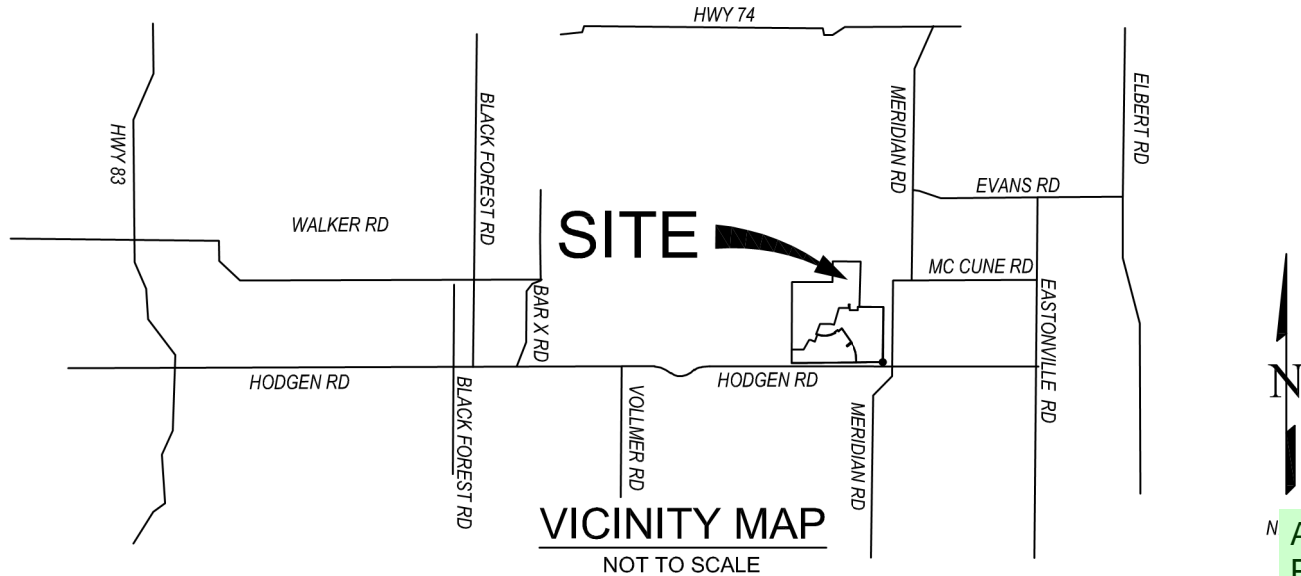 HWY 74
HWY 83
BLACK FOREST RD
MERIDIAN RD
ELBERT RD
EVANS RD
WALKER RD
SITE
MC CUNE RD
BAR X RD
EASTONVILLE RD
HODGEN RD
HODGEN RD
BLACK FOREST RD
VOLLMER RD
MERIDIAN RD
N
VICINITY MAP
NOT TO SCALE
N
A